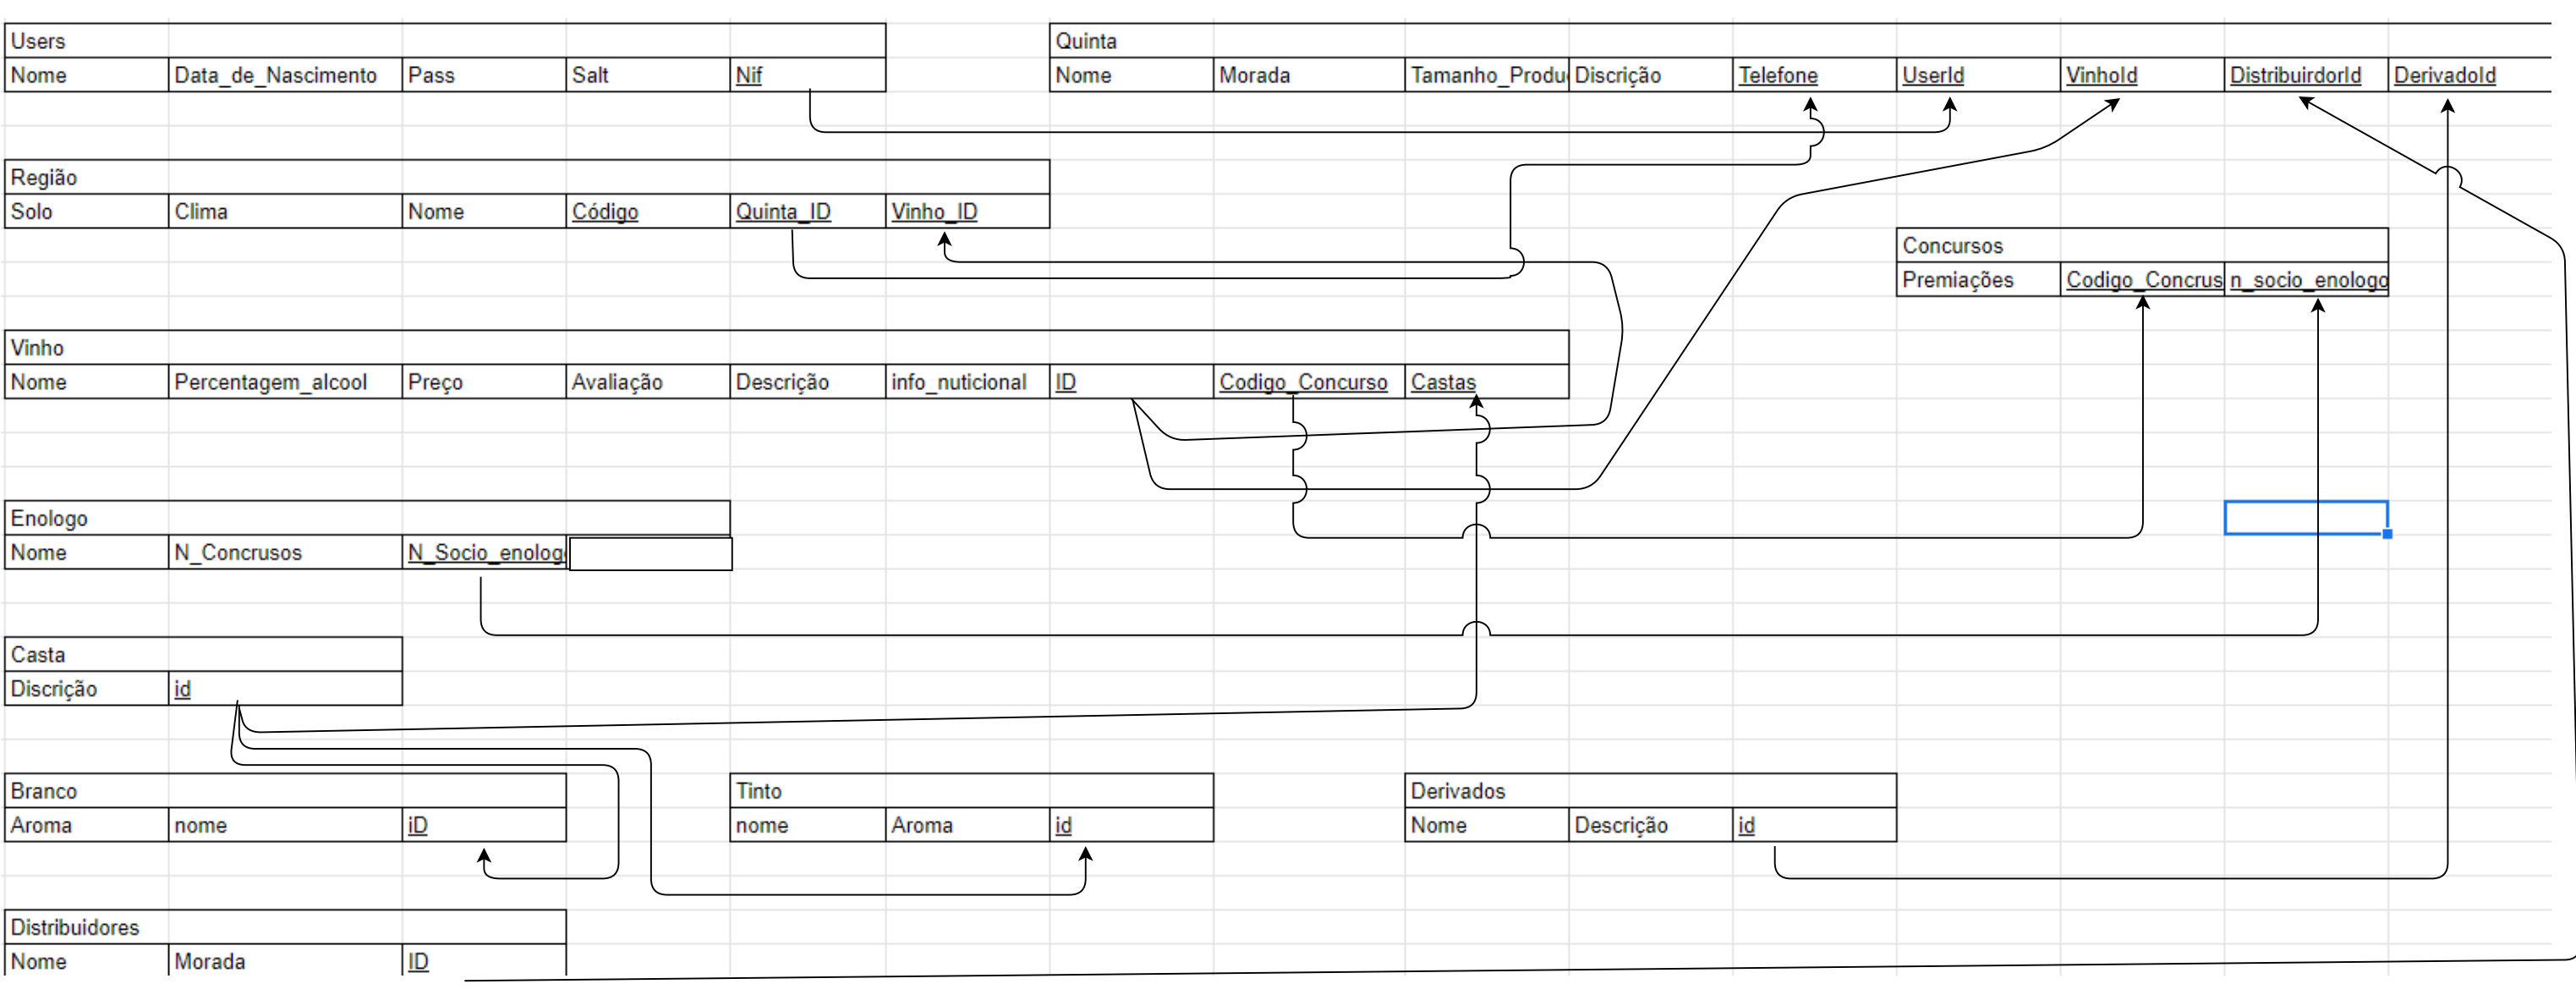 Users
Nome Data_de_Nascimento Pass Salt Nif
Quinta
Nome Morada Tamanho_Produ Discrição Telefone UserId VinhoId DistribuirdorId DerivadoId
Região
Solo Clima Nome Código Quinta_ID Vinho_ID
Concursos
Premiações Codigo_Concrus n_socio_enologo
Vinho
Nome Percentagem_alcool Preço Avaliação Descrição info_nuticional ID Codigo_Concurso Castas
Enologo
Nome N_Concrusos N_Socio_enologo
Casta
Discrição id
Branco
Aroma nome iD
Tinto
nome Aroma id
Derivados
Nome Descrição id
Distribuidores
Nome Morada ID